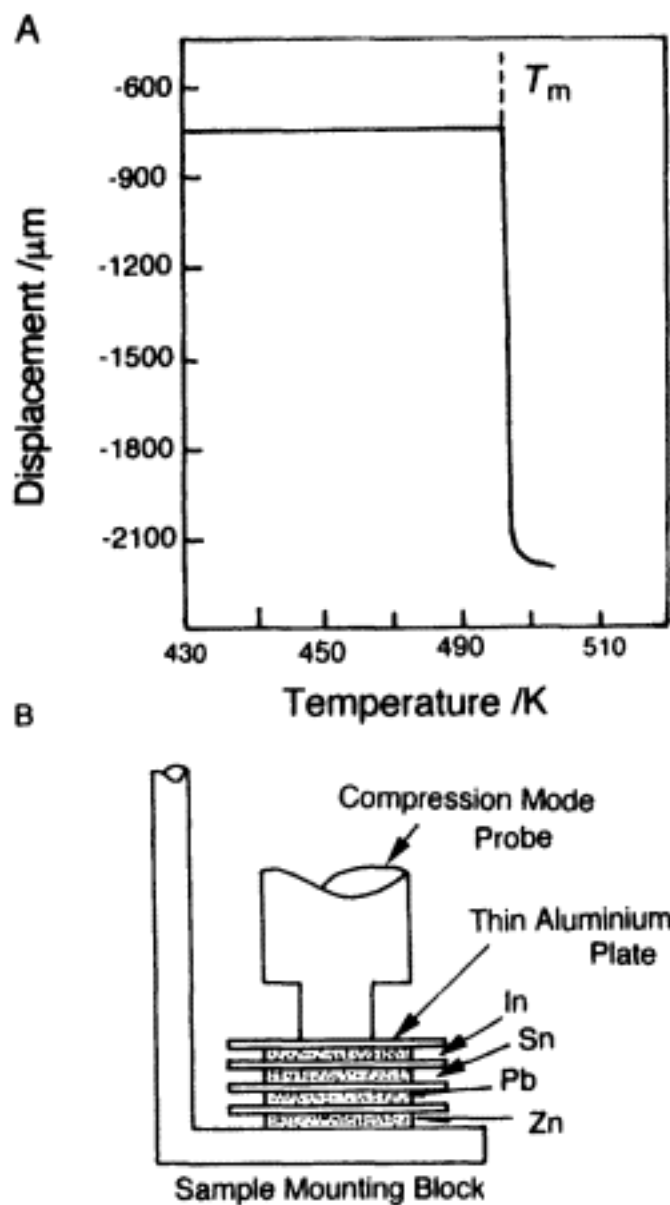 A
-600
-900
-1200
-1500
-1800
-2100
Displacement /μm
Tm
430
450
490
510
Temperature /K
B
Compression Mode
Probe
Thin Aluminium
Plate
In
Sn
Pb
Zn
Sample Mounting Block